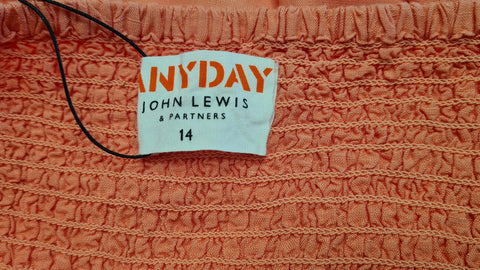 ANYDAY
JOHN LEWIS
& PARTNERS
14